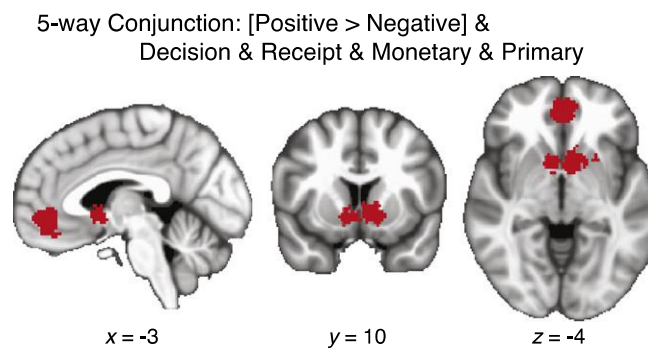 5-way Conjunction: [Positive > Negative] &
Decision & Receipt & Monetary & Primary
x = -3
y = 10
z = -4